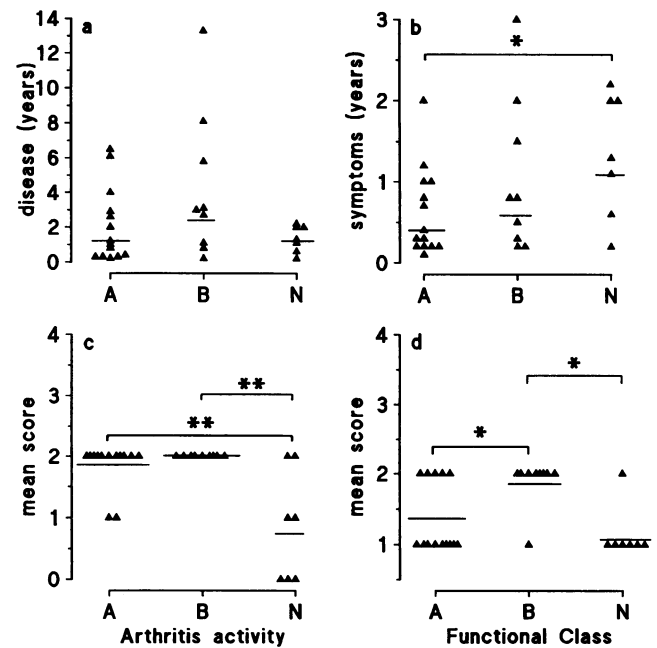 a
14
12
10
8
6
4
2
0
disease (years)
A B N
b
3
2
1
0
symptoms (years)
*
A B N
c
4
3
2
1
0
mean score
**
**
A B N
Arthritis activity
d
4
3
2
1
mean score
*
*
A B N
Functional Class